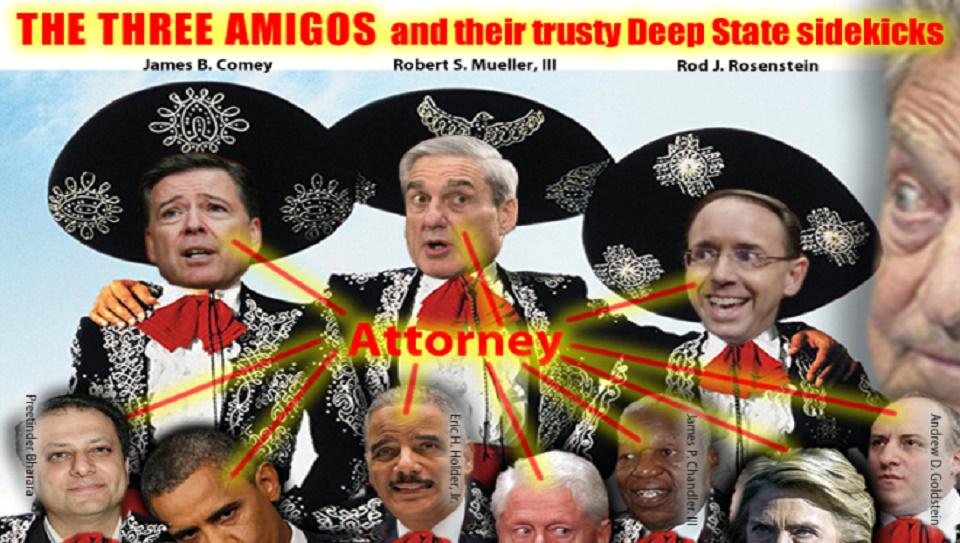 THE THREE AMIGOS and their trusty Deep State sidekicks
James B. Comey Robert S. Mueller, III Rod J. Rosenstein
Attorney
Preetinder Bharara
Eric H. Holder, Jr.
James P. Chandler, III
Andrew D. Goldstein